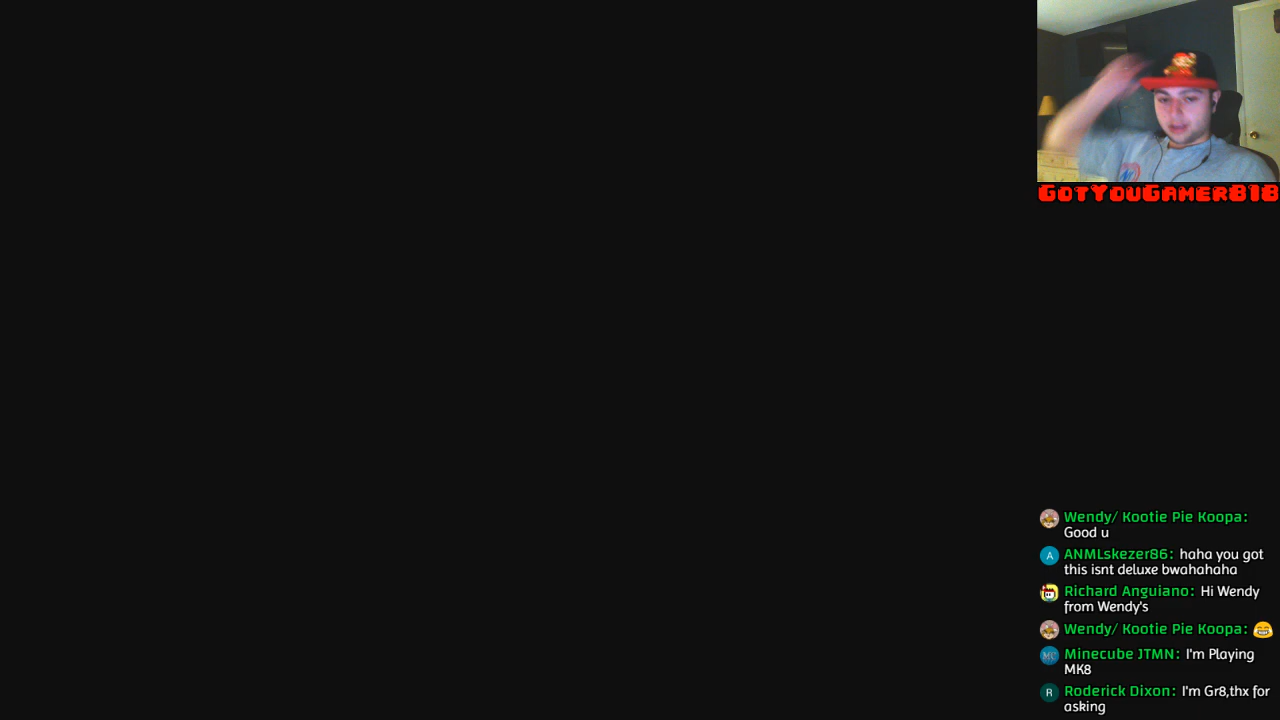 GotYouGamer818
Wendy/ Kootie Pie Koopa:
Good u
ANMLskezer86: haha you got
this isnt deluxe bwahahaha
Richard Anguiano: Hi Wendy
from Wendy's
Wendy/ Kootie Pie Koopa: 😂
Minecube JTMN: I'm Playing
MK8
Roderick Dixon: I'm Gr8,thx for
asking